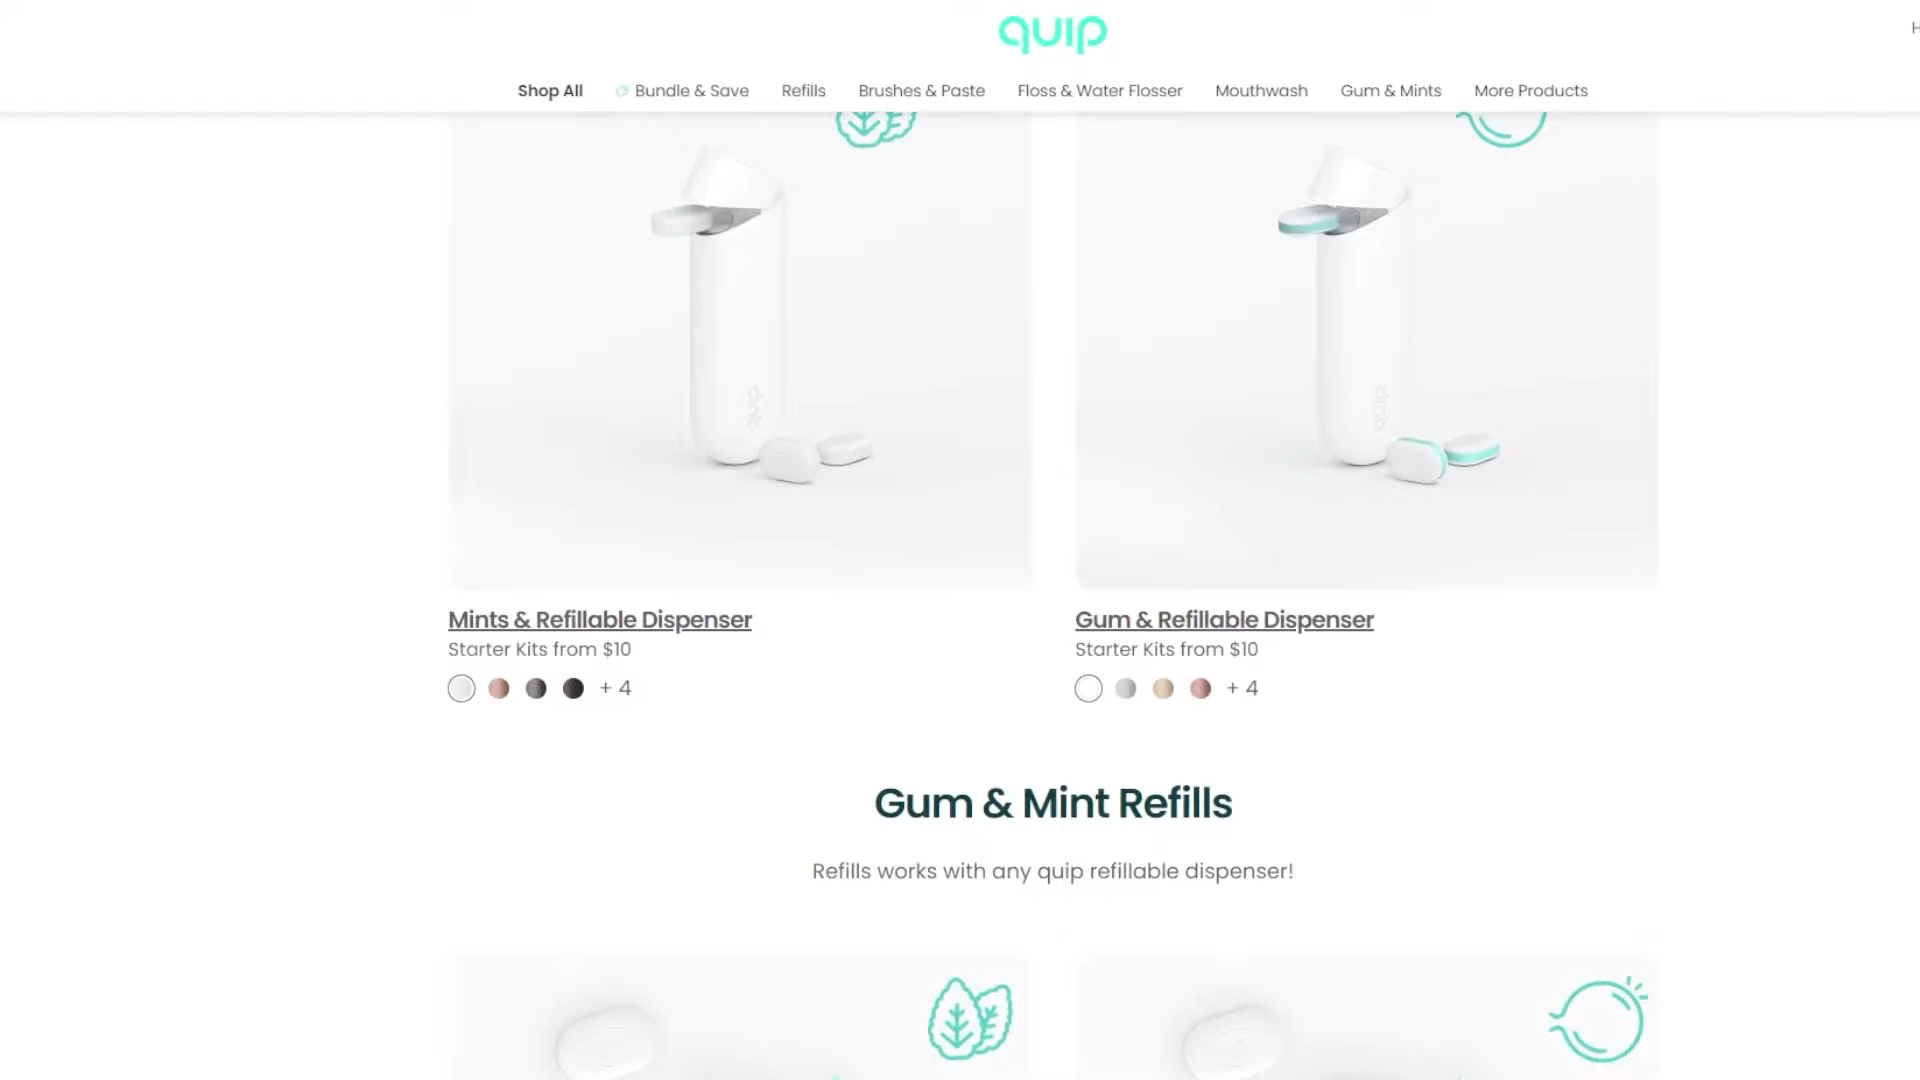 quip
Shop All
Bundle & Save
Refills
Brushes & Paste
Floss & Water Flosser
Mouthwash
Gum & Mints
More Products
quip
quip
Mints & Refillable Dispenser
Starter Kits from $10
+ 4
Gum & Refillable Dispenser
Starter Kits from $10
+ 4
Gum & Mint Refills
Refills works with any quip refillable dispenser!